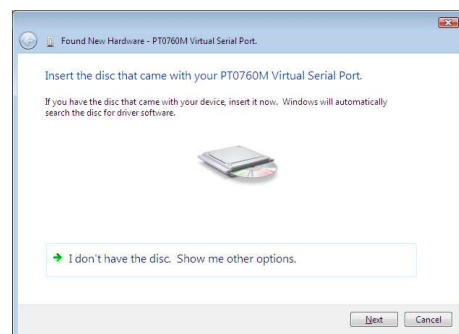 Found New Hardware - PT0760M Virtual Serial Port.
Insert the disc that came with your PT0760M Virtual Serial Port.
If you have the disc that came with your device, insert it now. Windows will automatically
search the disc for driver software.
I don't have the disc. Show me other options.
Next Cancel